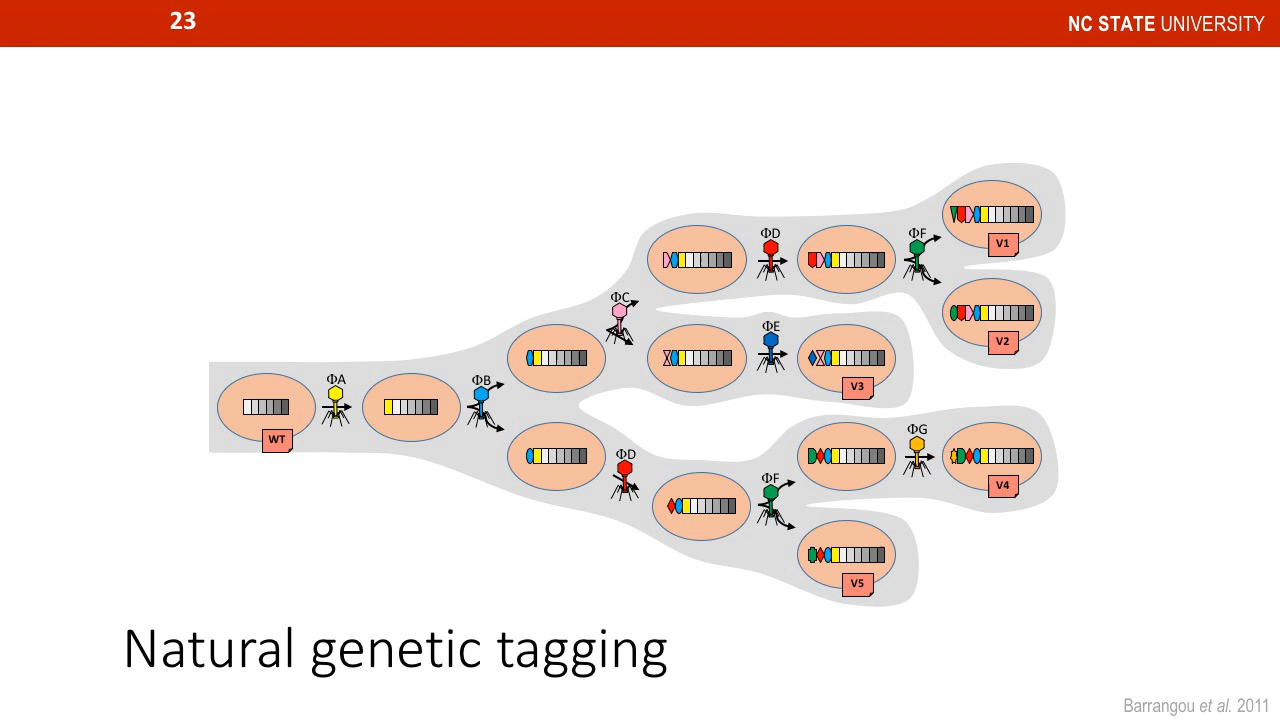 23
NC STATE UNIVERSITY
ΦD
ΦF
V1
ΦC
ΦE
V2
V3
ΦA
ΦB
WT
ΦD
ΦF
ΦG
V4
V5
Natural genetic tagging
Barrangou et al. 2011